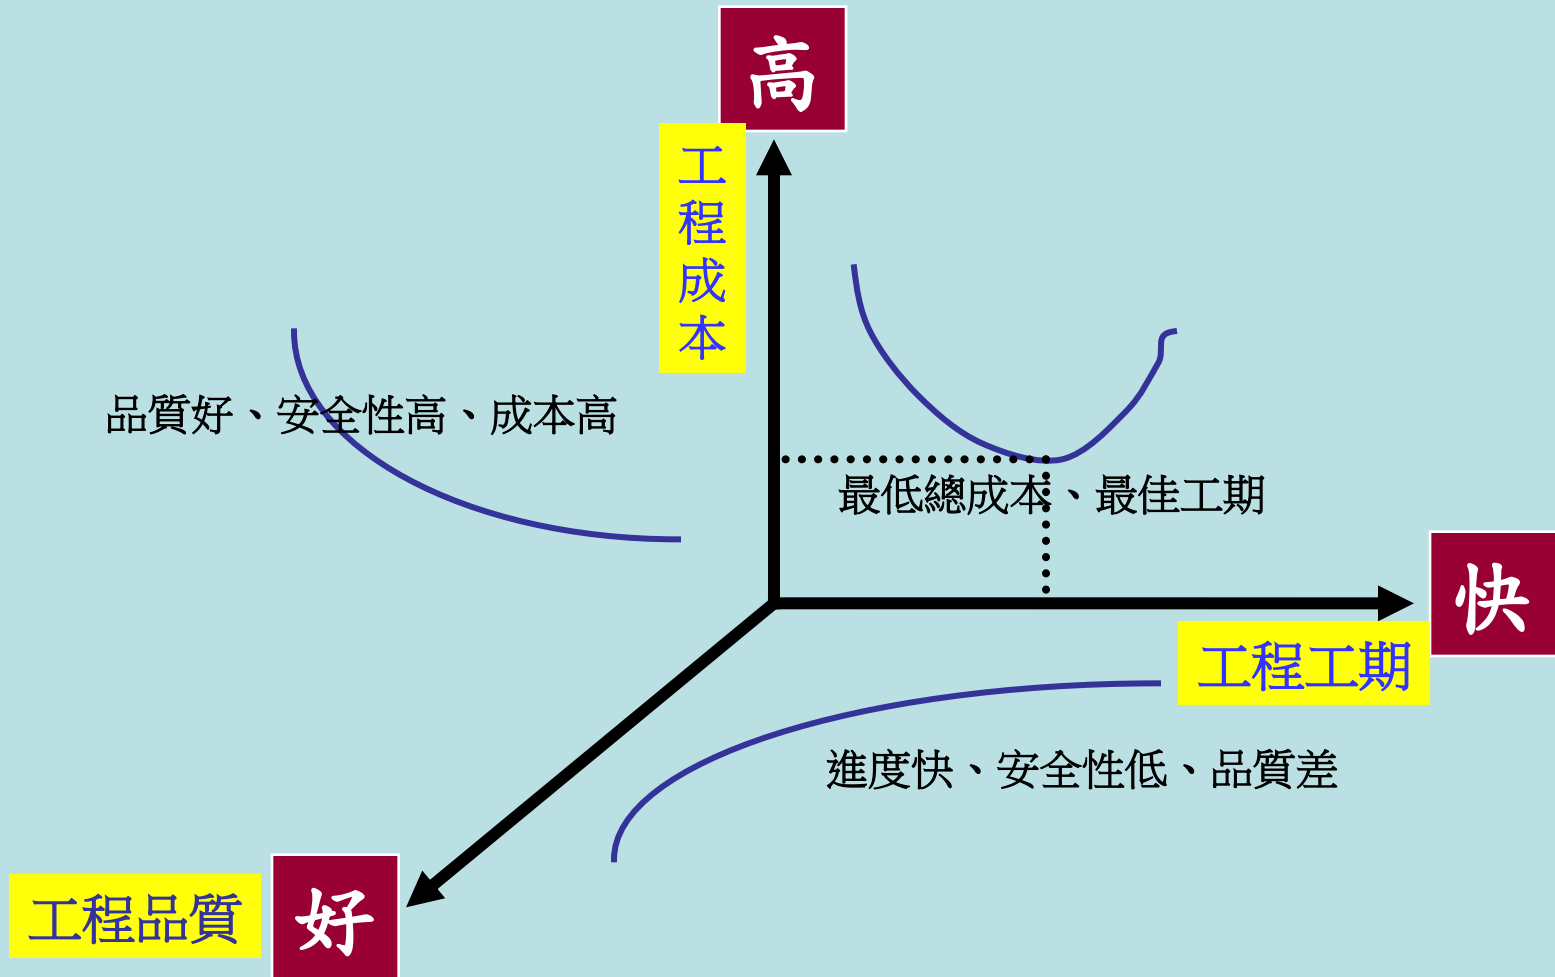 高
工程成本
品質好、安全性高、成本高
最低總成本、最佳工期
快
工程工期
進度快、安全性低、品質差
工程品質
好